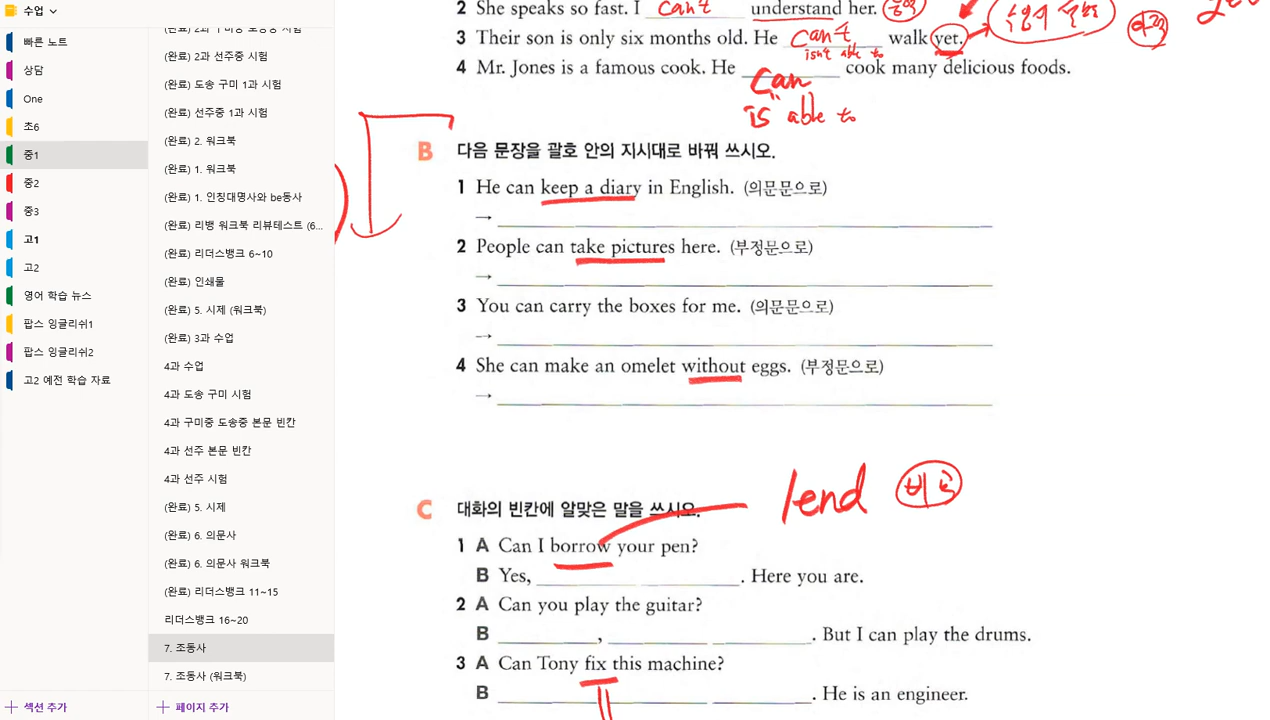 수업
빠른 노트
상담
One
초6
중1
중2
중3
고1
고2
영어 학습 뉴스
팝스 잉글리쉬1
팝스 잉글리쉬2
고2 예전 학습 자료
섹션 추가
(완료) 2과 선주중 시험
(완료) 도송 구미 1과 시험
(완료) 선주중 1과 시험
(완료) 2. 워크북
(완료) 1. 워크북
(완료) 1. 인칭대명사와 be동사
(완료) 리뱅 워크북 리뷰테스트 (6...
(완료) 리더스뱅크 6~10
(완료) 인쇄물
(완료) 5. 시제 (워크북)
(완료) 3과 수업
4과 수업
4과 도송 구미 시험
4과 구미중 도송중 본문 빈칸
4과 선주 본문 빈칸
4과 선주 시험
(완료) 5. 시제
(완료) 6. 의문사
(완료) 6. 의문사 워크북
(완료) 리더스뱅크 11~15
리더스뱅크 16~20
7. 조동사
7. 조동사 (워크북)
페이지 추가
2 She speaks so fast. I can't understand her.
3 Their son is only six months old. He can't walk yet.
isn't able to
4 Mr. Jones is a famous cook. He can cook many delicious foods.
is able to
B 다음 문장을 괄호 안의 지시대로 바꿔 쓰시오.
1 He can keep a diary in English. (의문문으로)
→
2 People can take pictures here. (부정문으로)
→
3 You can carry the boxes for me. (의문문으로)
→
4 She can make an omelet without eggs. (부정문으로)
→
lend
C 대화의 빈칸에 알맞은 말을 쓰시오.
1 A Can I borrow your pen?
B Yes, . Here you are.
2 A Can you play the guitar?
B , . But I can play the drums.
3 A Can Tony fix this machine?
B . He is an engineer.